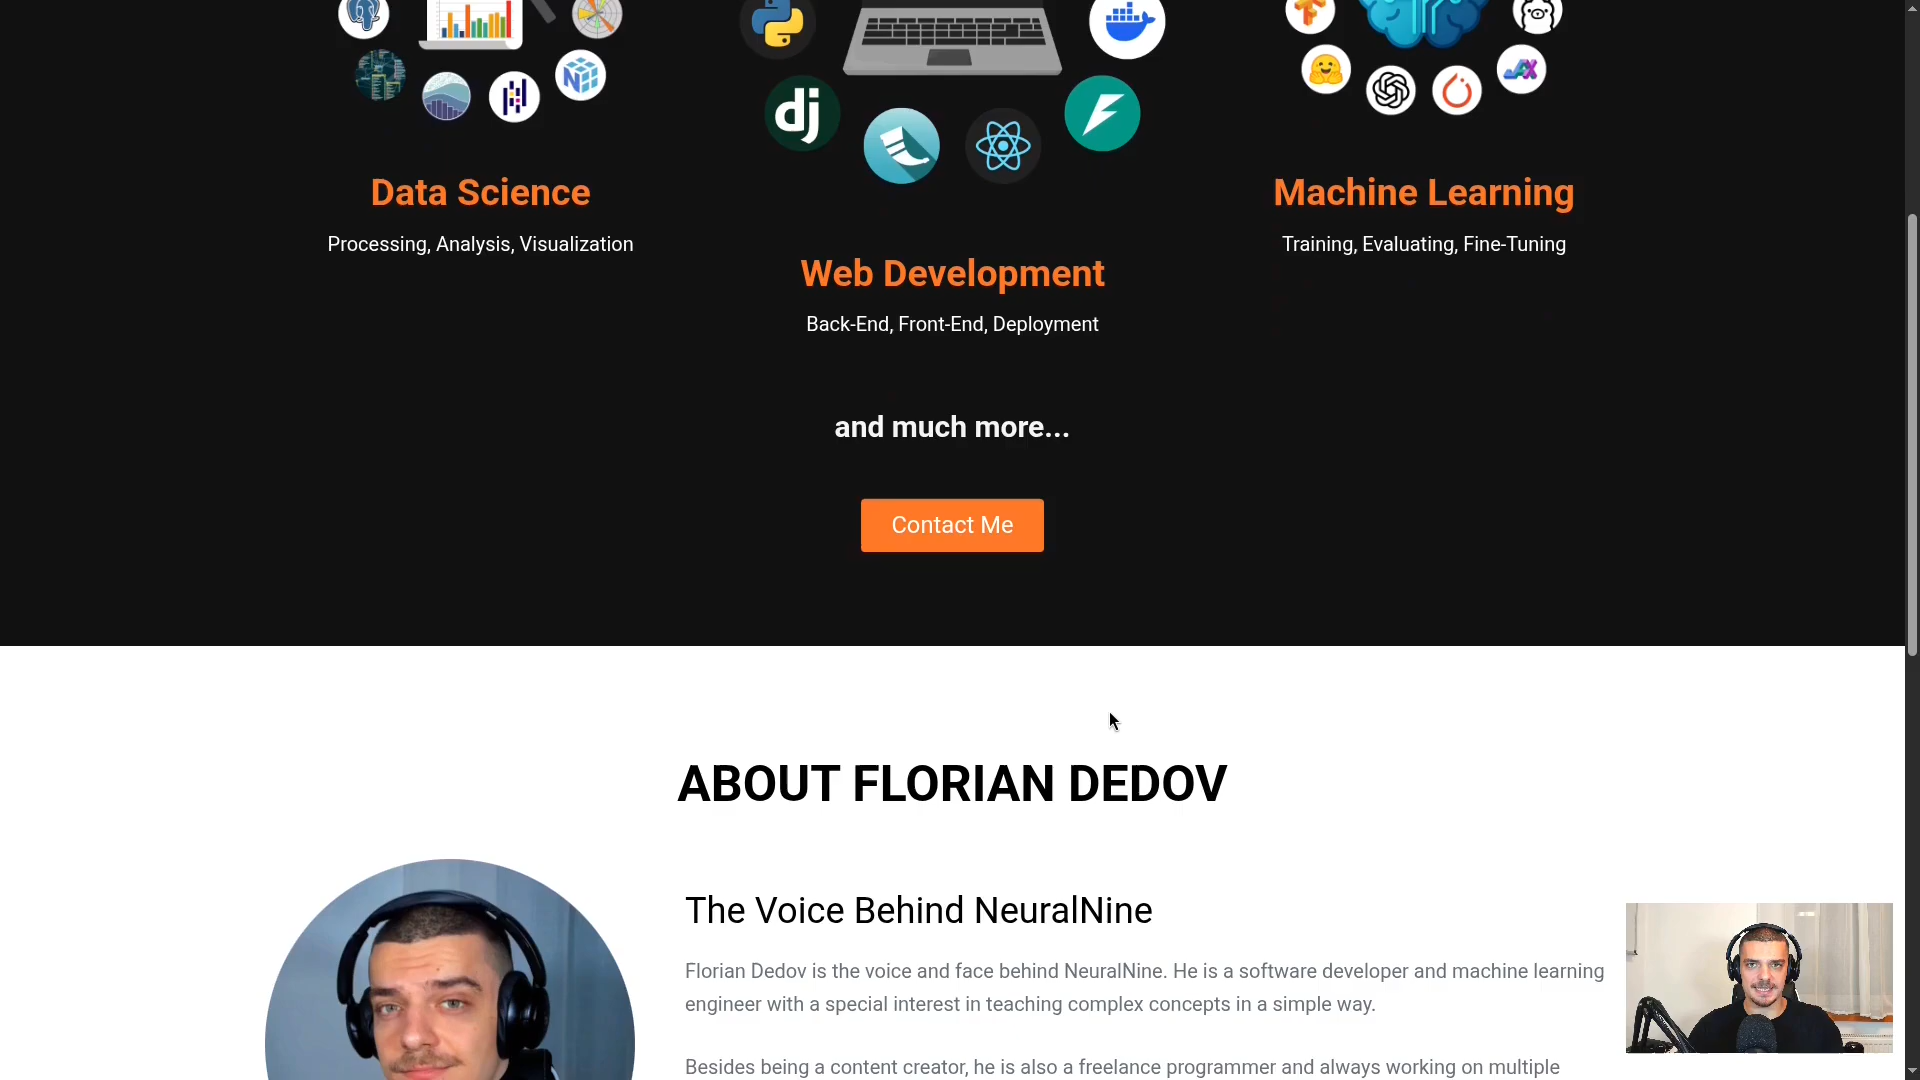 dj
Data Science
Processing, Analysis, Visualization
Web Development
Back-End, Front-End, Deployment
Machine Learning
Training, Evaluating, Fine-Tuning
and much more...
Contact Me
ABOUT FLORIAN DEDOV
The Voice Behind NeuralNine
Florian Dedov is the voice and face behind NeuralNine. He is a software developer and machine learning
engineer with a special interest in teaching complex concepts in a simple way.
Besides being a content creator, he is also a freelance programmer and always working on multiple